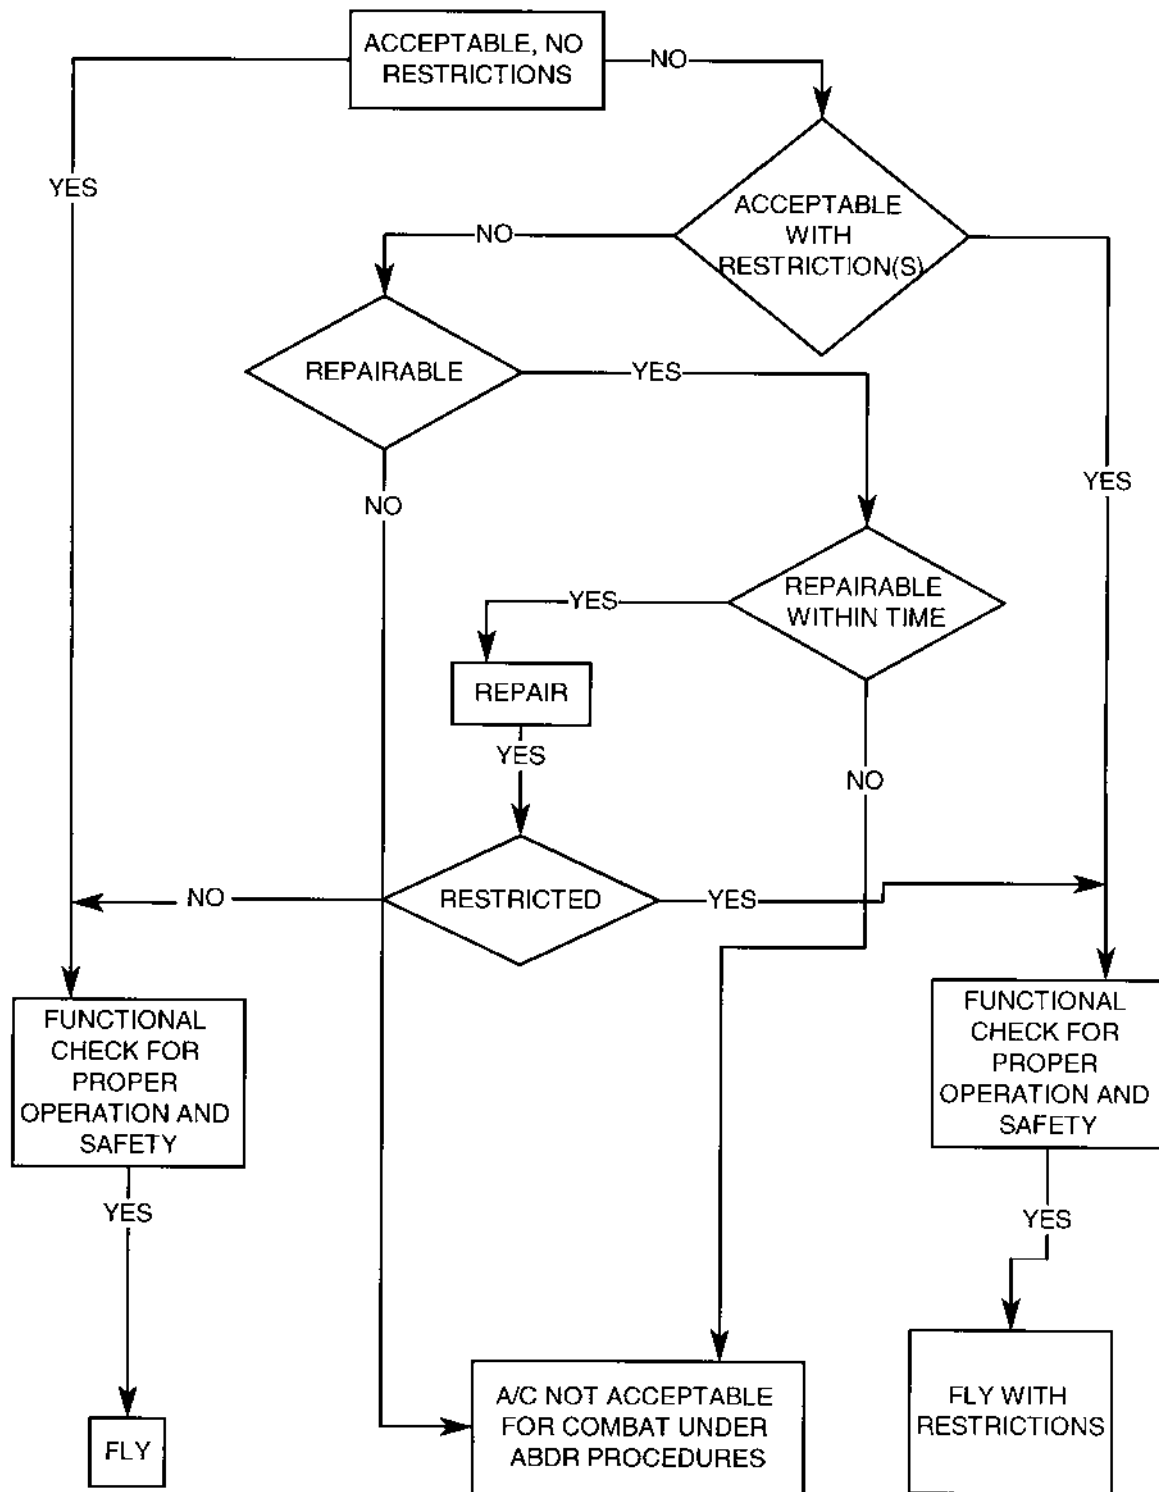 ACCEPTABLE, NO
RESTRICTIONS
NO
YES
ACCEPTABLE
WITH
RESTRICTION(S)
NO
REPAIRABLE
YES
YES
NO
REPAIRABLE
WITHIN TIME
YES
REPAIR
YES
NO
RESTRICTED
NO
YES
FUNCTIONAL
CHECK FOR
PROPER
OPERATION AND
SAFETY
FUNCTIONAL
CHECK FOR
PROPER
OPERATION AND
SAFETY
YES
YES
A/C NOT ACCEPTABLE
FOR COMBAT UNDER
ABDR PROCEDURES
FLY WITH
RESTRICTIONS
FLY